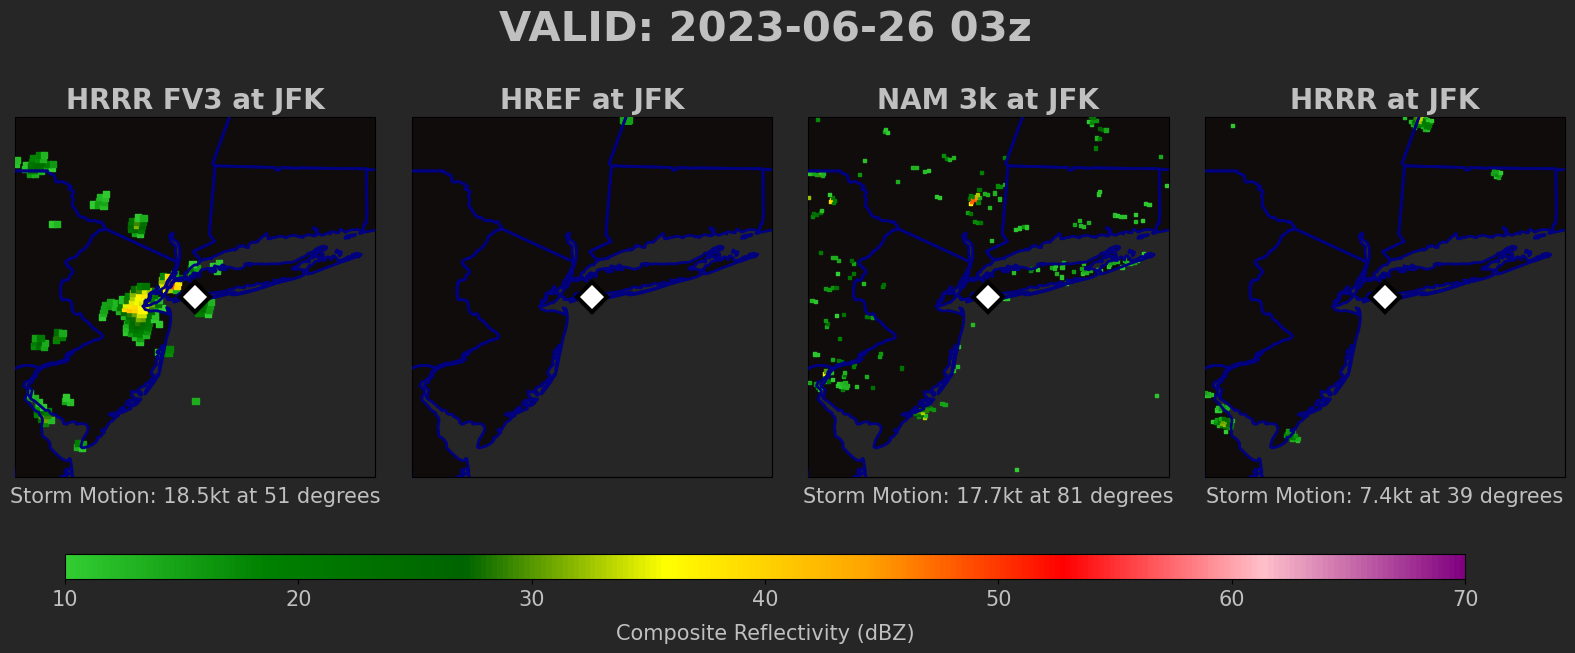 VALID: 2023-06-26 03z
HRRR FV3 at JFK
HREF at JFK
NAM 3k at JFK
HRRR at JFK
Storm Motion: 18.5kt at 51 degrees
Storm Motion: 17.7kt at 81 degrees
Storm Motion: 7.4kt at 39 degrees
10 20 30 40 50 60 70
Composite Reflectivity (dBZ)